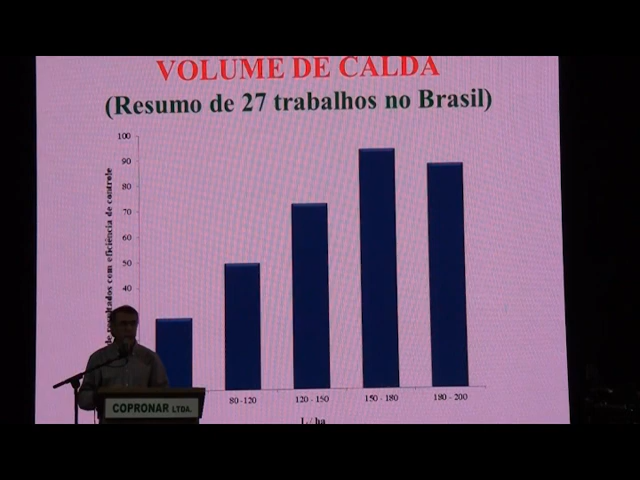 VOLUME DE CALDA
(Resumo de 27 trabalhos no Brasil)
100
90
80
70
60
50
40
resultados com eficiência de controle
80-120
120 - 150
150 - 180
180 - 200
L / ha
COPRONAR LTDA.